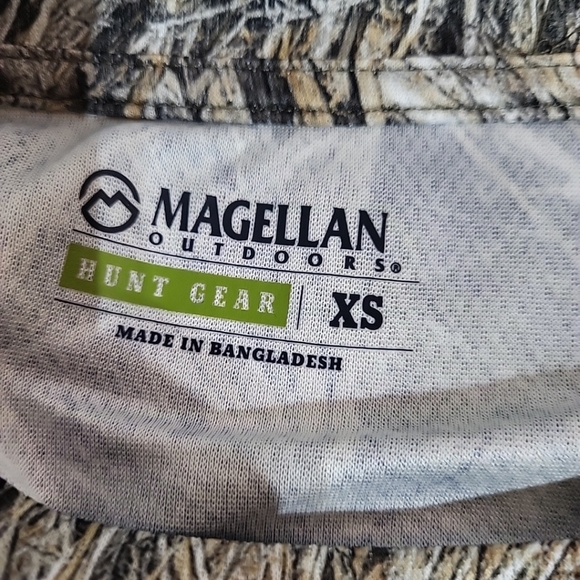 MAGELLAN
OUTDOORS®
HUNT GEAR | XS
MADE IN BANGLADESH